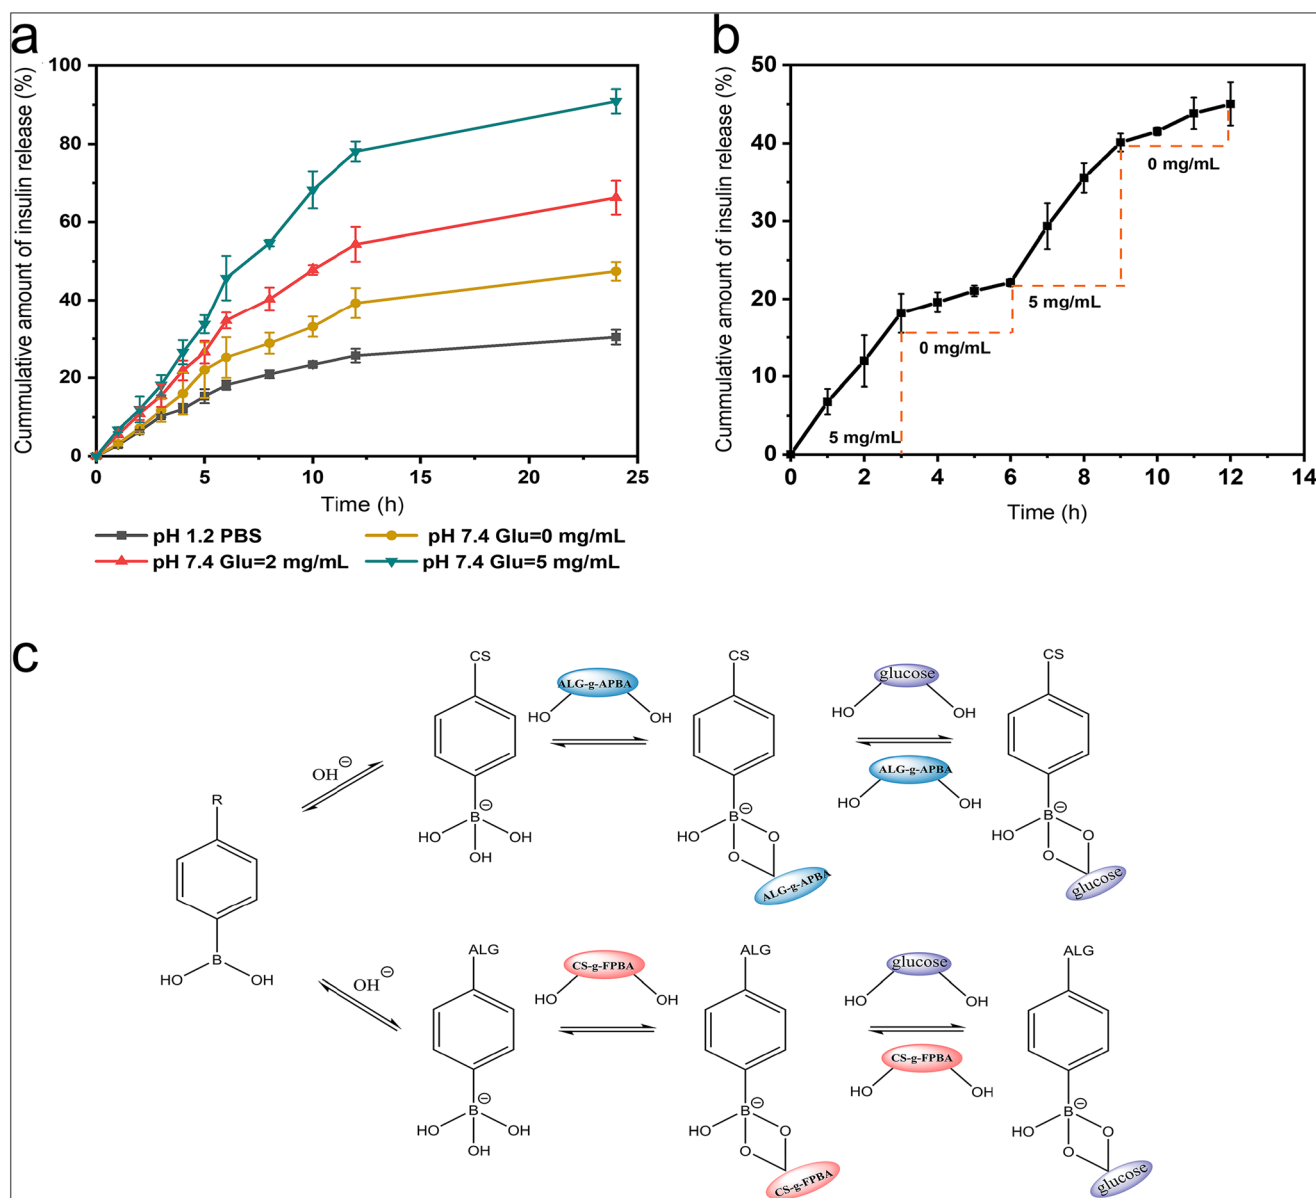 a
Cummulative amount of insulin release (%)
100
80
60
40
20
0
0
5
10
15
20
25
Time (h)
pH 1.2 PBS
pH 7.4 Glu=0 mg/mL
pH 7.4 Glu=2 mg/mL
pH 7.4 Glu=5 mg/mL
b
Cummulative amount of insulin release (%)
50
40
30
20
10
0
0 mg/mL
5 mg/mL
0 mg/mL
5 mg/mL
0
2
4
6
8
10
12
14
Time (h)
c
CS
ALG-g-APBA
HO OH
CS
glucose
HO OH
CS
OH⊖
ALG-g-APBA
HO OH
R
B⊖
HO OH
OH
B⊖
HO O
O
ALG-g-APBA
B⊖
HO O
O
glucose
B
HO OH
ALG
CS-g-FPBA
HO OH
ALG
glucose
HO OH
ALG
OH⊖
CS-g-FPBA
HO OH
B⊖
HO OH
OH
B⊖
HO O
O
CS-g-FPBA
B⊖
HO O
O
glucose